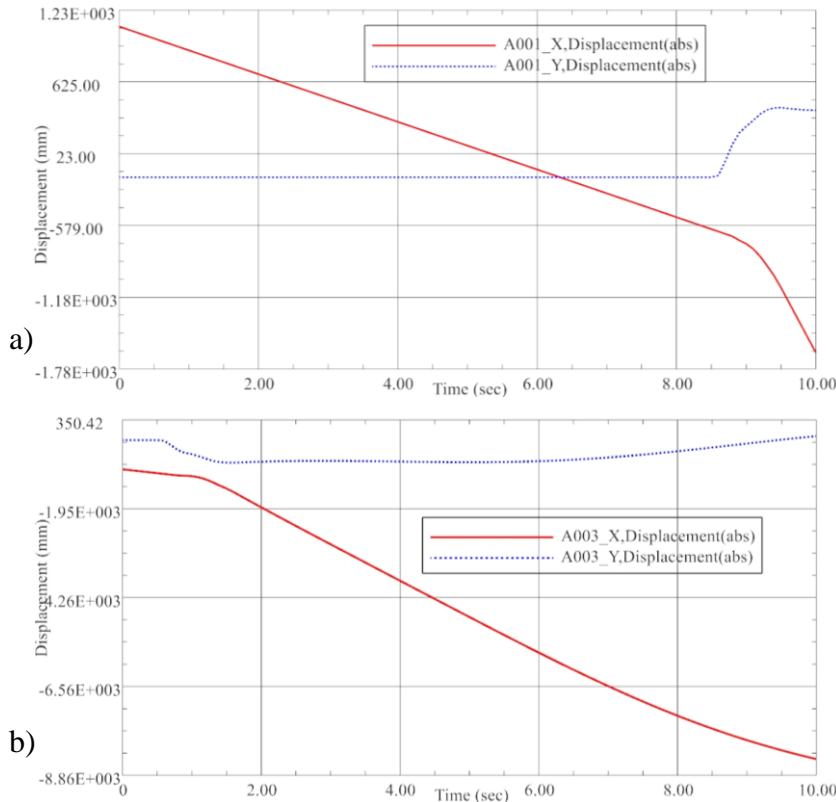 1.23E+003
625.00
23.00
-579.00
-1.18E+003
-1.78E+003
Displacement (mm)
A001_X,Displacement(abs)
A001_Y,Displacement(abs)
a)
0 2.00 4.00 6.00 8.00 10.00
Time (sec)
350.42
-1.95E+003
-4.26E+003
-6.56E+003
-8.86E+003
Displacement (mm)
A003_X,Displacement(abs)
A003_Y,Displacement(abs)
b)
0 2.00 4.00 6.00 8.00 10.00
Time (sec)